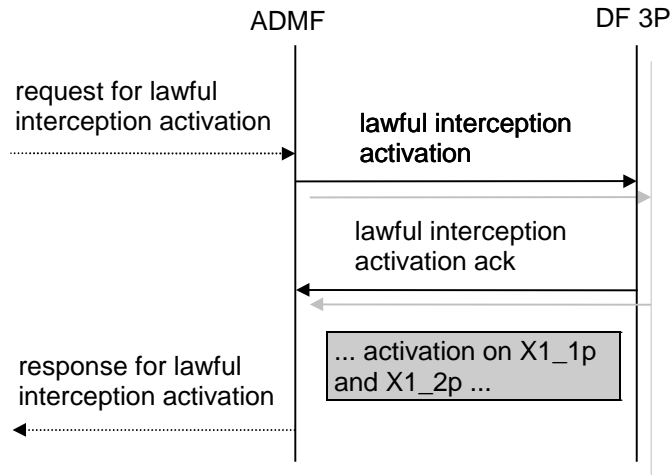 ADMF
DF 3P
request for lawful
interception activation
lawful interception
activation
lawful interception
activation ack
... activation on X1_1p
and X1_2p ...
response for lawful
interception activation